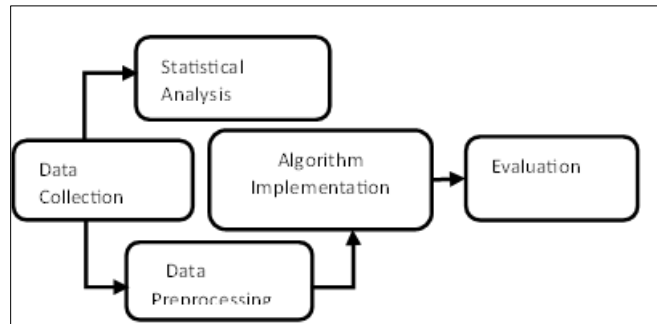 Statistical
Analysis
Data
Collection
Algorithm
Implementation
Evaluation
Data
Preprocessing